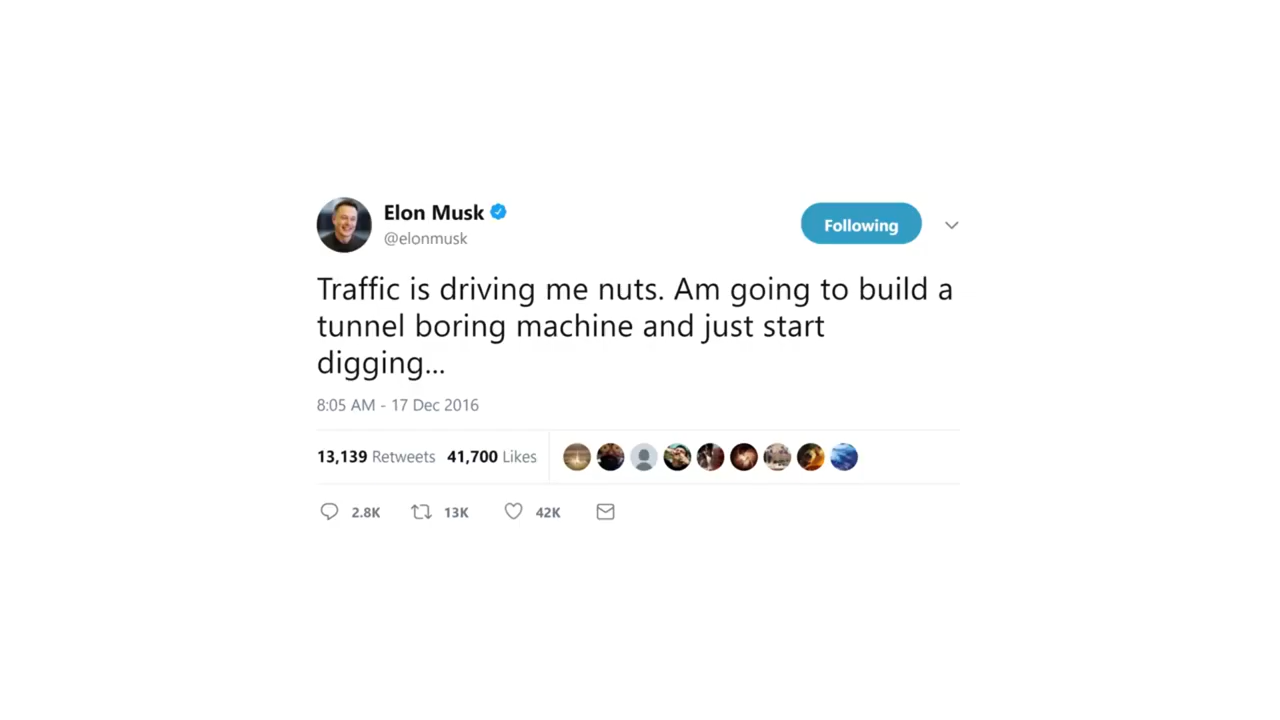 Elon Musk
@elonmusk
Following
Traffic is driving me nuts. Am going to build a
tunnel boring machine and just start
digging...
8:05 AM - 17 Dec 2016
13,139 Retweets 41,700 Likes
2.8K 13K 42K